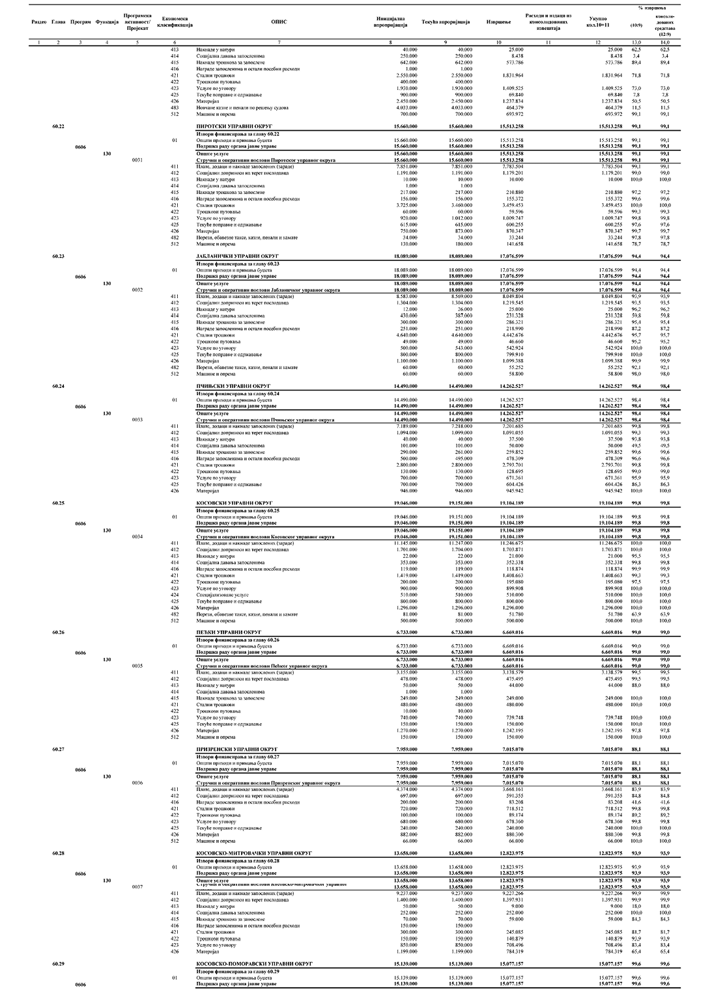 % извршења
Раздео Глава Програм Функција Програмска активност/ Пројекат Економска класификација ОПИС Иницијална апропријација Текућа апроријација Извршење Расходи и издаци из консолидованих извештаја Укупно кол.10+11 (10:9) консоли-дованих средстава (12:9)
1 2 3 4 5 6 7 8 9 10 11 12 13,0 14,0
413 Накнаде у натури 40.000 40.000 25.000 25.000 62,5 62,5
414 Социјална давања запосленима 250.000 250.000 8.438 8.438 3,4 3,4
415 Накнаде трошкова за запослене 642.000 642.000 573.786 573.786 89,4 89,4
416 Награде запосленима и остали посебни расходи 1.000 1.000
421 Стални трошкови 2.550.000 2.550.000 1.831.964 1.831.964 71,8 71,8
422 Трошкови путовања 400.000 400.000
423 Услуге по уговору 1.930.000 1.930.000 1.409.525 1.409.525 73,0 73,0
425 Текуће поправке и одржавање 900.000 900.000 69.840 69.840 7,8 7,8
426 Материјал 2.450.000 2.450.000 1.237.834 1.237.834 50,5 50,5
483 Новчане казне и пенали по решењу судова 4.033.000 4.033.000 464.379 464.379 11,5 11,5
512 Машине и опрема 700.000 700.000 693.972 693.972 99,1 99,1
60.22 ПИРОТСКИ УПРАВНИ ОКРУГ 15.660.000 15.660.000 15.513.258 15.513.258 99,1 99,1
Извори финансирања за главу 60.22
01 Општи приходи и примања буџета 15.660.000 15.660.000 15.513.258 15.513.258 99,1 99,1
0606 Подршка раду органа јавне управе 15.660.000 15.660.000 15.513.258 15.513.258 99,1 99,1
130 Опште услуге 15.660.000 15.660.000 15.513.258 15.513.258 99,1 99,1
0031 Стручни и оперативни послови Пиротског управног округа 15.660.000 15.660.000 15.513.258 15.513.258 99,1 99,1
411 Плате, додаци и накнаде запослених (зараде) 7.851.000 7.851.000 7.783.504 7.783.504 99,1 99,1
412 Социјални доприноси на терет послодавца 1.191.000 1.191.000 1.179.201 1.179.201 99,0 99,0
413 Накнаде у натури 10.000 10.000 10.000 10.000 100,0 100,0
414 Социјална давања запосленима 1.000 1.000
415 Накнаде трошкова за запослене 217.000 217.000 210.880 210.880 97,2 97,2
416 Награде запосленима и остали посебни расходи 156.000 156.000 155.372 155.372 99,6 99,6
421 Стални трошкови 3.725.000 3.460.000 3.459.453 3.459.453 100,0 100,0
422 Трошкови путовања 60.000 60.000 59.596 59.596 99,3 99,3
423 Услуге по уговору 920.000 1.012.000 1.009.747 1.009.747 99,8 99,8
425 Текуће поправке и одржавање 615.000 615.000 600.255 600.255 97,6 97,6
426 Материјал 750.000 873.000 870.347 870.347 99,7 99,7
482 Порези, обавезне таксе, казне, пенали и камате 34.000 34.000 33.244 33.244 97,8 97,8
512 Машине и опрема 130.000 180.000 141.658 141.658 78,7 78,7
60.23 ЈАБЛАНИЧКИ УПРАВНИ ОКРУГ 18.089.000 18.089.000 17.076.599 17.076.599 94,4 94,4
Извори финансирања за главу 60.23
01 Општи приходи и примања буџета 18.089.000 18.089.000 17.076.599 17.076.599 94,4 94,4
0606 Подршка раду органа јавне управе 18.089.000 18.089.000 17.076.599 17.076.599 94,4 94,4
130 Опште услуге 18.089.000 18.089.000 17.076.599 17.076.599 94,4 94,4
0032 Стручни и оперативни послови Јабланичког управног округа 18.089.000 18.089.000 17.076.599 17.076.599 94,4 94,4
411 Плате, додаци и накнаде запослених (зараде) 8.583.000 8.569.000 8.049.804 8.049.804 93,9 93,9
412 Социјални доприноси на терет послодавца 1.304.000 1.304.000 1.219.545 1.219.545 93,5 93,5
413 Накнаде у натури 12.000 26.000 25.000 25.000 96,2 96,2
414 Социјална давања запосленима 430.000 387.000 231.328 231.328 59,8 59,8
415 Накнаде трошкова за запослене 300.000 300.000 286.321 286.321 95,4 95,4
416 Награде запосленима и остали посебни расходи 251.000 251.000 218.990 218.990 87,2 87,2
421 Стални трошкови 4.640.000 4.640.000 4.442.676 4.442.676 95,7 95,7
422 Трошкови путовања 49.000 49.000 46.660 46.660 95,2 95,2
423 Услуге по уговору 500.000 543.000 542.924 542.924 100,0 100,0
425 Текуће поправке и одржавање 800.000 800.000 799.910 799.910 100,0 100,0
426 Материјал 1.100.000 1.100.000 1.099.388 1.099.388 99,9 99,9
482 Порези, обавезне таксе, казне, пенали и камате 60.000 60.000 55.252 55.252 92,1 92,1
512 Машине и опрема 60.000 60.000 58.800 58.800 98,0 98,0
60.24 ПЧИЊСКИ УПРАВНИ ОКРУГ 14.490.000 14.490.000 14.262.527 14.262.527 98,4 98,4
Извори финансирања за главу 60.24
01 Општи приходи и примања буџета 14.490.000 14.490.000 14.262.527 14.262.527 98,4 98,4
0606 Подршка раду органа јавне управе 14.490.000 14.490.000 14.262.527 14.262.527 98,4 98,4
130 Опште услуге 14.490.000 14.490.000 14.262.527 14.262.527 98,4 98,4
0033 Стручни и оперативни послови Пчињског управног округа 14.490.000 14.490.000 14.262.527 14.262.527 98,4 98,4
411 Плате, додаци и накнаде запослених (зараде) 7.189.000 7.218.000 7.201.685 7.201.685 99,8 99,8
412 Социјални доприноси на терет послодавца 1.094.000 1.099.000 1.091.055 1.091.055 99,3 99,3
413 Накнаде у натури 40.000 40.000 37.500 37.500 93,8 93,8
414 Социјална давања запосленима 101.000 101.000 50.000 50.000 49,5 49,5
415 Накнаде трошкова за запослене 290.000 261.000 259.852 259.852 99,6 99,6
416 Награде запосленима и остали посебни расходи 500.000 495.000 478.309 478.309 96,6 96,6
421 Стални трошкови 2.800.000 2.800.000 2.793.701 2.793.701 99,8 99,8
422 Трошкови путовања 130.000 130.000 128.695 128.695 99,0 99,0
423 Услуге по уговору 700.000 700.000 671.361 671.361 95,9 95,9
425 Текуће поправке и одржавање 700.000 700.000 604.426 604.426 86,3 86,3
426 Материјал 946.000 946.000 945.942 945.942 100,0 100,0
60.25 КОСОВСКИ УПРАВНИ ОКРУГ 19.046.000 19.151.000 19.104.189 19.104.189 99,8 99,8
Извори финансирања за главу 60.25
01 Општи приходи и примања буџета 19.046.000 19.151.000 19.104.189 19.104.189 99,8 99,8
0606 Подршка раду органа јавне управе 19.046.000 19.151.000 19.104.189 19.104.189 99,8 99,8
130 Опште услуге 19.046.000 19.151.000 19.104.189 19.104.189 99,8 99,8
0034 Стручни и оперативни послови Косовског управног округа 19.046.000 19.151.000 19.104.189 19.104.189 99,8 99,8
411 Плате, додаци и накнаде запослених (зараде) 11.145.000 11.247.000 11.246.675 11.246.675 100,0 100,0
412 Социјални доприноси на терет послодавца 1.701.000 1.704.000 1.703.871 1.703.871 100,0 100,0
413 Накнаде у натури 22.000 22.000 21.000 21.000 95,5 95,5
414 Социјална давања запосленима 353.000 353.000 352.338 352.338 99,8 99,8
416 Награде запосленима и остали посебни расходи 119.000 119.000 118.874 118.874 99,9 99,9
421 Стални трошкови 1.419.000 1.419.000 1.408.663 1.408.663 99,3 99,3
422 Трошкови путовања 200.000 200.000 195.080 195.080 97,5 97,5
423 Услуге по уговору 900.000 900.000 899.908 899.908 100,0 100,0
424 Специјализоване услуге 510.000 510.000 510.000 510.000 100,0 100,0
425 Текуће поправке и одржавање 800.000 800.000 800.000 800.000 100,0 100,0
426 Материјал 1.296.000 1.296.000 1.296.000 1.296.000 100,0 100,0
482 Порези, обавезне таксе, казне, пенали и камате 81.000 81.000 51.780 51.780 63,9 63,9
512 Машине и опрема 500.000 500.000 500.000 500.000 100,0 100,0
60.26 ПЕЋКИ УПРАВНИ ОКРУГ 6.733.000 6.733.000 6.669.016 6.669.016 99,0 99,0
Извори финансирања за главу 60.26
01 Општи приходи и примања буџета 6.733.000 6.733.000 6.669.016 6.669.016 99,0 99,0
0606 Подршка раду органа јавне управе 6.733.000 6.733.000 6.669.016 6.669.016 99,0 99,0
130 Опште услуге 6.733.000 6.733.000 6.669.016 6.669.016 99,0 99,0
0035 Стручни и оперативни послови Пећког управног округа 6.733.000 6.733.000 6.669.016 6.669.016 99,0 99,0
411 Плате, додаци и накнаде запослених (зараде) 3.155.000 3.155.000 3.138.579 3.138.579 99,5 99,5
412 Социјални доприноси на терет послодавца 478.000 478.000 475.495 475.495 99,5 99,5
413 Накнаде у натури 50.000 50.000 44.000 44.000 88,0 88,0
414 Социјална давања запосленима 1.000 1.000
415 Накнаде трошкова за запослене 249.000 249.000 249.000 249.000 100,0 100,0
421 Стални трошкови 480.000 480.000 480.000 480.000 100,0 100,0
422 Трошкови путовања 10.000 10.000
423 Услуге по уговору 740.000 740.000 739.748 739.748 100,0 100,0
425 Текуће поправке и одржавање 150.000 150.000 150.000 150.000 100,0 100,0
426 Материјал 1.270.000 1.270.000 1.242.195 1.242.195 97,8 97,8
512 Машине и опрема 150.000 150.000 150.000 150.000 100,0 100,0
60.27 ПРИЗРЕНСКИ УПРАВНИ ОКРУГ 7.959.000 7.959.000 7.015.070 7.015.070 88,1 88,1
Извори финансирања за главу 60.27
01 Општи приходи и примања буџета 7.959.000 7.959.000 7.015.070 7.015.070 88,1 88,1
0606 Подршка раду органа јавне управе 7.959.000 7.959.000 7.015.070 7.015.070 88,1 88,1
130 Опште услуге 7.959.000 7.959.000 7.015.070 7.015.070 88,1 88,1
0036 Стручни и оперативни послови Призренског управног округа 7.959.000 7.959.000 7.015.070 7.015.070 88,1 88,1
411 Плате, додаци и накнаде запослених (зараде) 4.374.000 4.374.000 3.668.161 3.668.161 83,9 83,9
412 Социјални доприноси на терет послодавца 697.000 697.000 591.355 591.355 84,8 84,8
416 Награде запосленима и остали посебни расходи 200.000 200.000 83.208 83.208 41,6 41,6
421 Стални трошкови 720.000 720.000 718.512 718.512 99,8 99,8
422 Трошкови путовања 100.000 100.000 89.174 89.174 89,2 89,2
423 Услуге по уговору 680.000 680.000 678.360 678.360 99,8 99,8
425 Текуће поправке и одржавање 240.000 240.000 240.000 240.000 100,0 100,0
426 Материјал 882.000 882.000 880.300 880.300 99,8 99,8
512 Машине и опрема 66.000 66.000 66.000 66.000 100,0 100,0
60.28 КОСОВСКО-МИТРОВАЧКИ УПРАВНИ ОКРУГ 13.658.000 13.658.000 12.823.975 12.823.975 93,9 93,9
Извори финансирања за главу 60.28
01 Општи приходи и примања буџета 13.658.000 13.658.000 12.823.975 12.823.975 93,9 93,9
0606 Подршка раду органа јавне управе 13.658.000 13.658.000 12.823.975 12.823.975 93,9 93,9
130 Опште услуге 13.658.000 13.658.000 12.823.975 12.823.975 93,9 93,9
0037 Стручни и оперативни послови Косовско-митровачког управног 13.658.000 13.658.000 12.823.975 12.823.975 93,9 93,9
411 Плате, додаци и накнаде запослених (зараде) 9.237.000 9.237.000 9.227.266 9.227.266 99,9 99,9
412 Социјални доприноси на терет послодавца 1.400.000 1.400.000 1.397.931 1.397.931 99,9 99,9
413 Накнаде у натури 50.000 50.000 9.000 9.000 18,0 18,0
414 Социјална давања запосленима 252.000 252.000 252.000 252.000 100,0 100,0
415 Накнаде трошкова за запослене 70.000 70.000 59.000 59.000 84,3 84,3
416 Награде запосленима и остали посебни расходи 150.000 150.000
421 Стални трошкови 300.000 300.000 245.085 245.085 81,7 81,7
422 Трошкови путовања 150.000 150.000 140.879 140.879 93,9 93,9
423 Услуге по уговору 850.000 850.000 708.496 708.496 83,4 83,4
426 Материјал 1.199.000 1.199.000 784.319 784.319 65,4 65,4
60.29 КОСОВСКО-ПОМОРАВСКИ УПРАВНИ ОКРУГ 15.139.000 15.139.000 15.077.157 15.077.157 99,6 99,6
Извори финансирања за главу 60.29
01 Општи приходи и примања буџета 15.139.000 15.139.000 15.077.157 15.077.157 99,6 99,6
0606 Подршка раду органа јавне управе 15.139.000 15.139.000 15.077.157 15.077.157 99,6 99,6